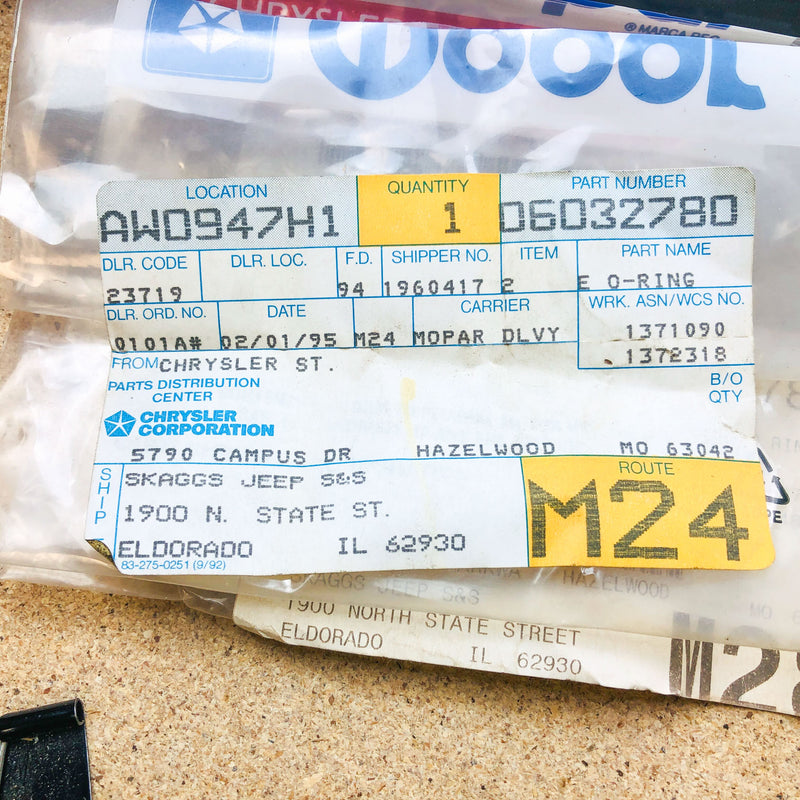 CHRYSLER
Mopar
® MARCA REG
LOCATION QUANTITY PART NUMBER
AW0947H1 1 06032780
DLR. CODE DLR. LOC. F.D. SHIPPER NO. ITEM PART NAME
23719 94 1960417 2 E O-RING
DLR. ORD. NO. DATE CARRIER WRK. ASN/WCS NO.
0101A# 02/01/95 M24 MOPAR DLVY 1371090
1372318
FROM CHRYSLER ST.
PARTS DISTRIBUTION
CENTER
B/O
QTY
CHRYSLER
CORPORATION
5790 CAMPUS DR HAZELWOOD MO 63042
SHIP
SKAGGS JEEP S&S
1900 N. STATE ST.
ELDORADO IL 62930
83-275-0251 (9/92)
ROUTE
M24
HAZELWOOD
SKAGGS JEEP S&S
MO
1900 NORTH STATE STREET
ELDORADO IL 62930